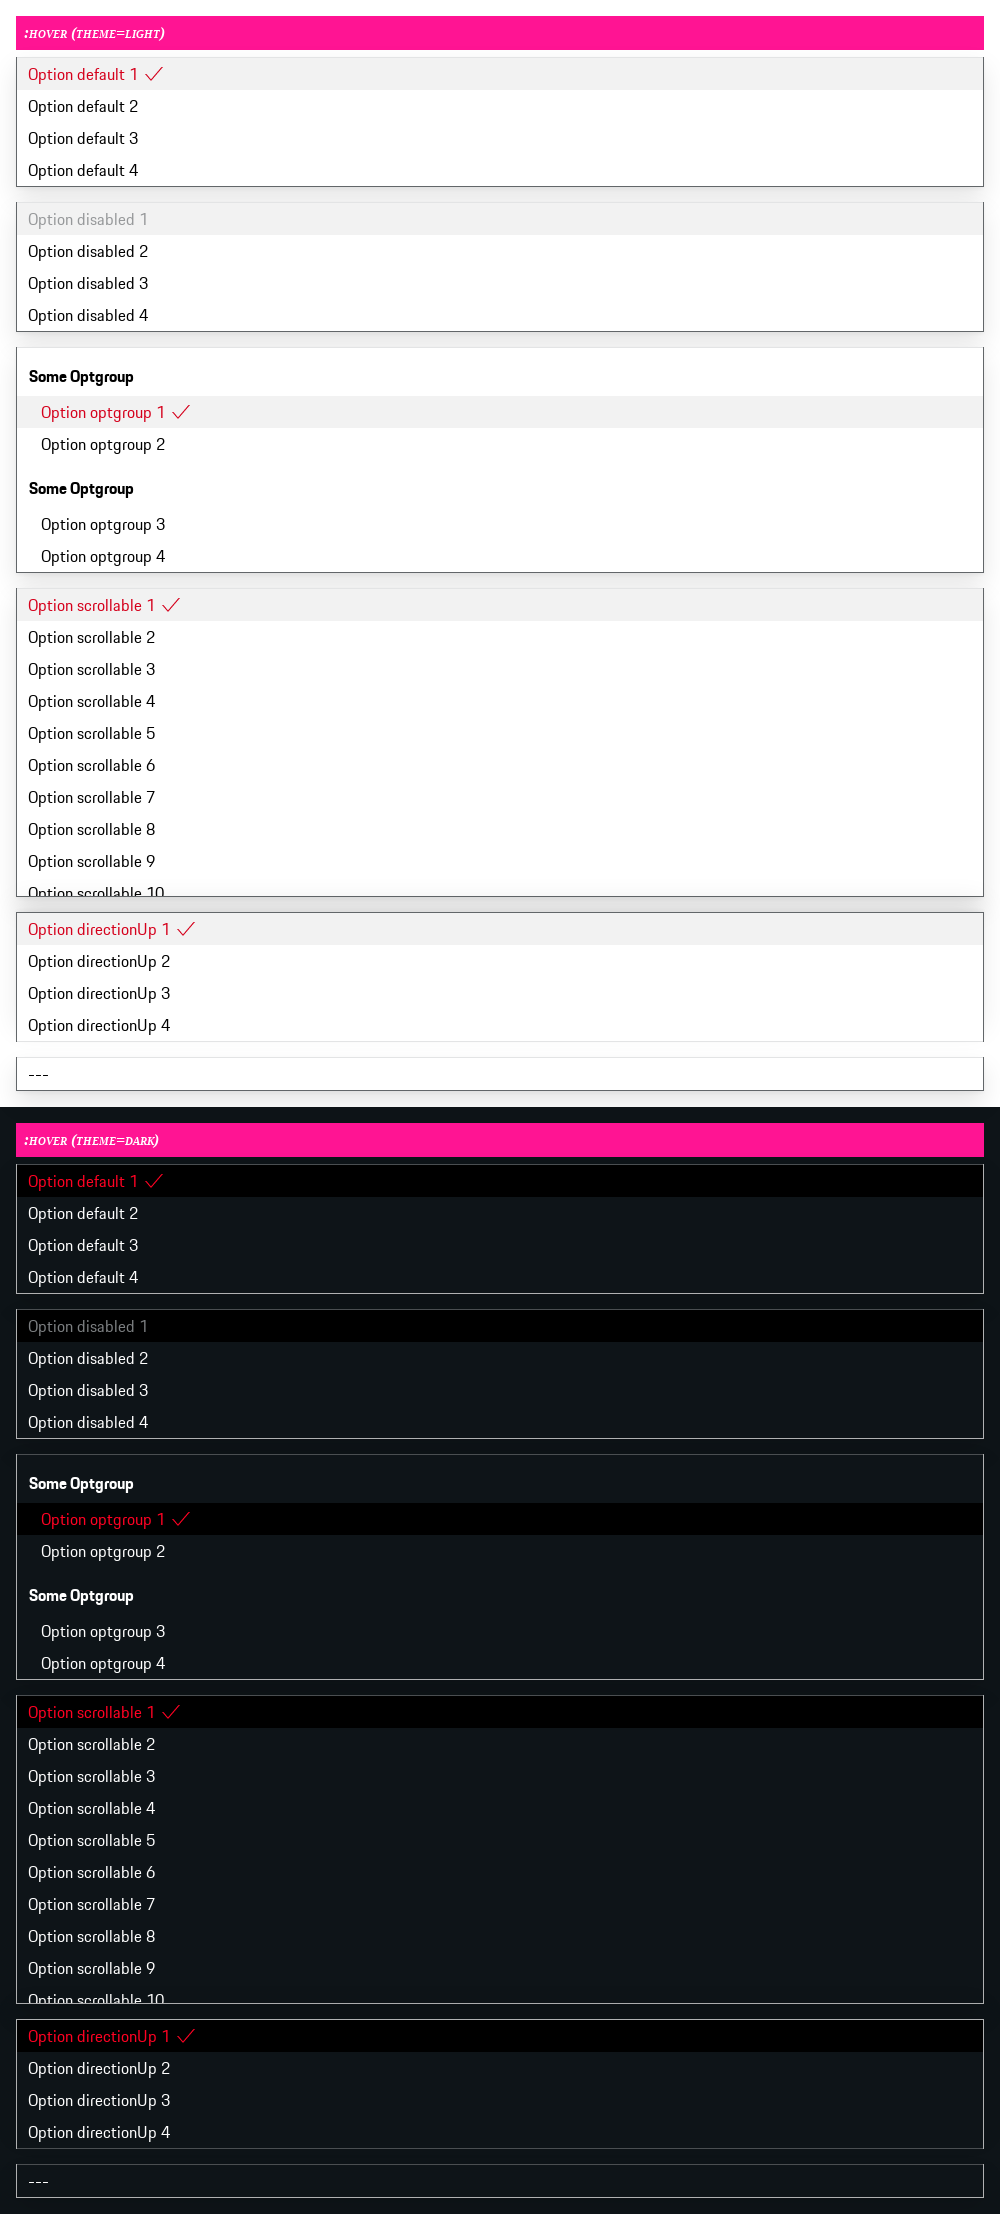 :hover (theme=light)
Option default 1
Option default 2
Option default 3
Option default 4
Option disabled 1
Option disabled 2
Option disabled 3
Option disabled 4
Some Optgroup
Option optgroup 1
Option optgroup 2
Some Optgroup
Option optgroup 3
Option optgroup 4
Option scrollable 1
Option scrollable 2
Option scrollable 3
Option scrollable 4
Option scrollable 5
Option scrollable 6
Option scrollable 7
Option scrollable 8
Option scrollable 9
Option scrollable 10
Option directionUp 1
Option directionUp 2
Option directionUp 3
Option directionUp 4
---
:hover (theme=dark)
Option default 1
Option default 2
Option default 3
Option default 4
Option disabled 1
Option disabled 2
Option disabled 3
Option disabled 4
Some Optgroup
Option optgroup 1
Option optgroup 2
Some Optgroup
Option optgroup 3
Option optgroup 4
Option scrollable 1
Option scrollable 2
Option scrollable 3
Option scrollable 4
Option scrollable 5
Option scrollable 6
Option scrollable 7
Option scrollable 8
Option scrollable 9
Option scrollable 10
Option directionUp 1
Option directionUp 2
Option directionUp 3
Option directionUp 4
---